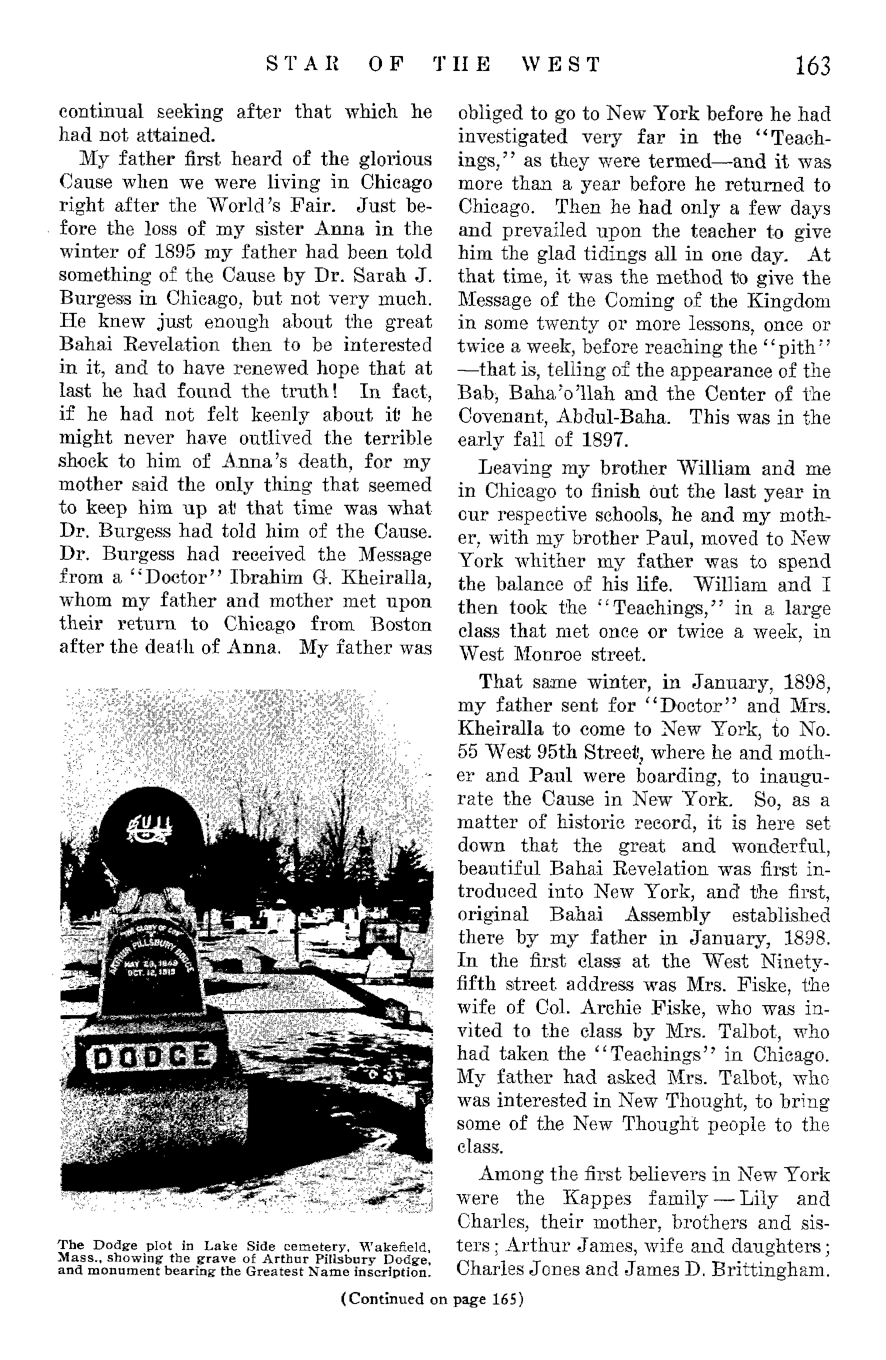 STAR OF THE WEST 163
continual seeking after that which he
had not attained.
My father first heard of the glorious
Cause when we were living in Chicago
right after the World's Fair. Just be-
fore the loss of my sister Anna in the
winter of 1895 my father had been told
something of the Cause by Dr. Sarah J.
Burgess in Chicago, but not very much.
He knew just enough about the great
Bahai Revelation then to be interested
in it, and to have renewed hope that at
last he had found the truth! In fact,
if he had not felt keenly about it he
might never have outlived the terrible
shock to him of Anna's death, for my
mother said the only thing that seemed
to keep him up at that time was what
Dr. Burgess had told him of the Cause.
Dr. Burgess had received the Message
from a "Doctor" Ibrahim G. Kheiralla,
whom my father and mother met upon
their return to Chicago from Boston
after the death of Anna. My father was
THE GLORY OF
ARTHUR PILLSBURY DODGE
MAY 28, 1849
OCT. 12, 1915
DODGE
The Dodge plot in Lake Side cemetery, Wakefield,
Mass., showing the grave of Arthur Pillsbury Dodge,
and monument bearing the Greatest Name inscription.
obliged to go to New York before he had
investigated very far in the "Teach-
ings," as they were termed—and it was
more than a year before he returned to
Chicago. Then he had only a few days
and prevailed upon the teacher to give
him the glad tidings all in one day. At
that time, it was the method to give the
Message of the Coming of the Kingdom
in some twenty or more lessons, once or
twice a week, before reaching the "pith"
—that is, telling of the appearance of the
Bab, Baha'o'llah and the Center of the
Covenant, Abdul-Baha. This was in the
early fall of 1897.
Leaving my brother William and me
in Chicago to finish out the last year in
our respective schools, he and my moth-
er, with my brother Paul, moved to New
York whither my father was to spend
the balance of his life. William and I
then took the "Teachings," in a large
class that met once or twice a week, in
West Monroe street.
That same winter, in January, 1898,
my father sent for "Doctor" and Mrs.
Kheiralla to come to New York, to No.
55 West 95th Street, where he and moth-
er and Paul were boarding, to inaugu-
rate the Cause in New York. So, as a
matter of historic record, it is here set
down that the great and wonderful,
beautiful Bahai Revelation was first in-
troduced into New York, and the first,
original Bahai Assembly established
there by my father in January, 1898.
In the first class at the West Ninety-
fifth street address was Mrs. Fiske, the
wife of Col. Archie Fiske, who was in-
vited to the class by Mrs. Talbot, who
had taken the "Teachings" in Chicago.
My father had asked Mrs. Talbot, who
was interested in New Thought, to bring
some of the New Thought people to the
class.
Among the first believers in New York
were the Kappes family — Lily and
Charles, their mother, brothers and sis-
ters; Arthur James, wife and daughters;
Charles Jones and James D. Brittingham.
(Continued on page 165)